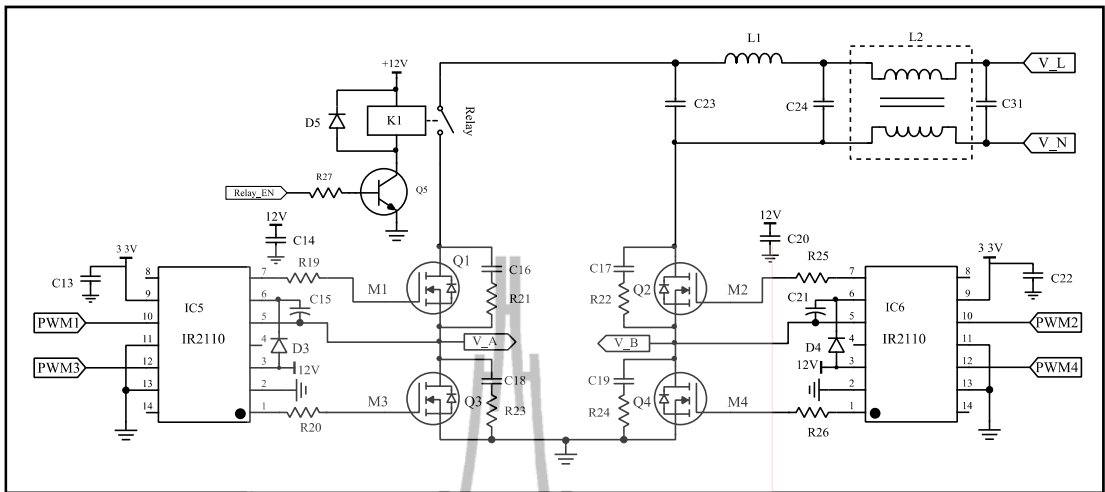 L1
L2
V_L
+12V
C23
C24
C31
Relay
D5
K1
V_N
R27
Relay_EN
Q5
12V
12V
C14
C20
3 3V
R19
Q1
C16
C17
R25
3 3V
C13
8
7
7
8
C22
M1
R21
R22
Q2
M2
C21
9
6
C15
6
9
IC5
IC6
PWM1
10
5
5
10
PWM2
IR2110
V_A
V_B
IR2110
11
4
D3
D4
4
11
PWM3
12
3
12V
12V
3
12
PWM4
C18
C19
13
2
2
13
M3
Q3
R23
R24
Q4
M4
14
1
1
14
R20
R26